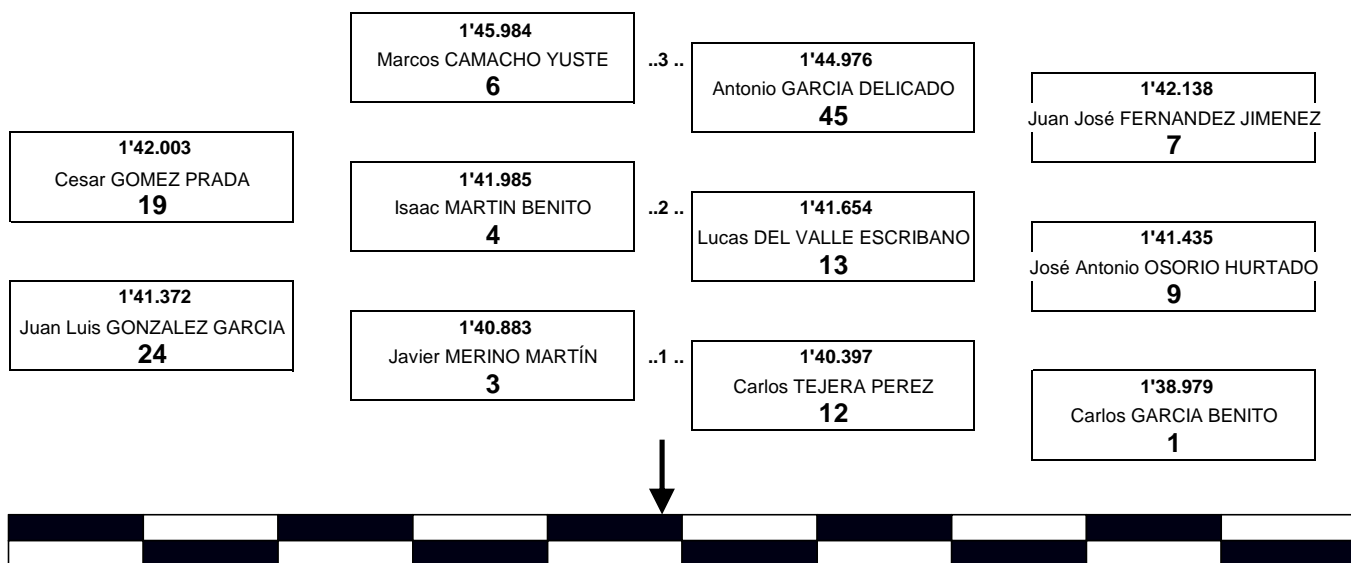 1'45.984
Marcos CAMACHO YUSTE
6
..3 ..
1'44.976
Antonio GARCIA DELICADO
45
1'42.138
Juan José FERNANDEZ JIMENEZ
7
1'42.003
Cesar GOMEZ PRADA
19
1'41.985
Isaac MARTIN BENITO
4
..2 ..
1'41.654
Lucas DEL VALLE ESCRIBANO
13
1'41.435
José Antonio OSORIO HURTADO
9
1'41.372
Juan Luis GONZALEZ GARCIA
24
1'40.883
Javier MERINO MARTÍN
3
..1 ..
1'40.397
Carlos TEJERA PEREZ
12
1'38.979
Carlos GARCIA BENITO
1